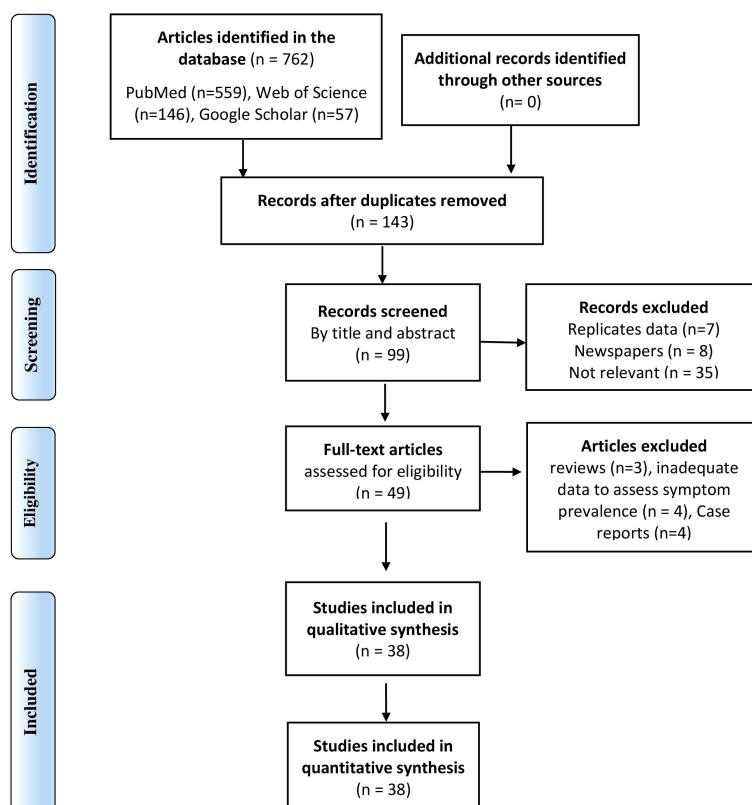 Identification
Articles identified in the
database (n = 762)
PubMed (n=559), Web of Science
(n=146), Google Scholar (n=57)
Additional records identified
through other sources
(n= 0)
Records after duplicates removed
(n = 143)
Screening
Records screened
By title and abstract
(n = 99)
Records excluded
Replicates data (n=7)
Newspapers (n = 8)
Not relevant (n = 35)
Eligibility
Full-text articles
assessed for eligibility
(n = 49)
Articles excluded
reviews (n=3), inadequate
data to assess symptom
prevalence (n = 4), Case
reports (n=4)
Included
Studies included in
qualitative synthesis
(n = 38)
Studies included in
quantitative synthesis
(n = 38)